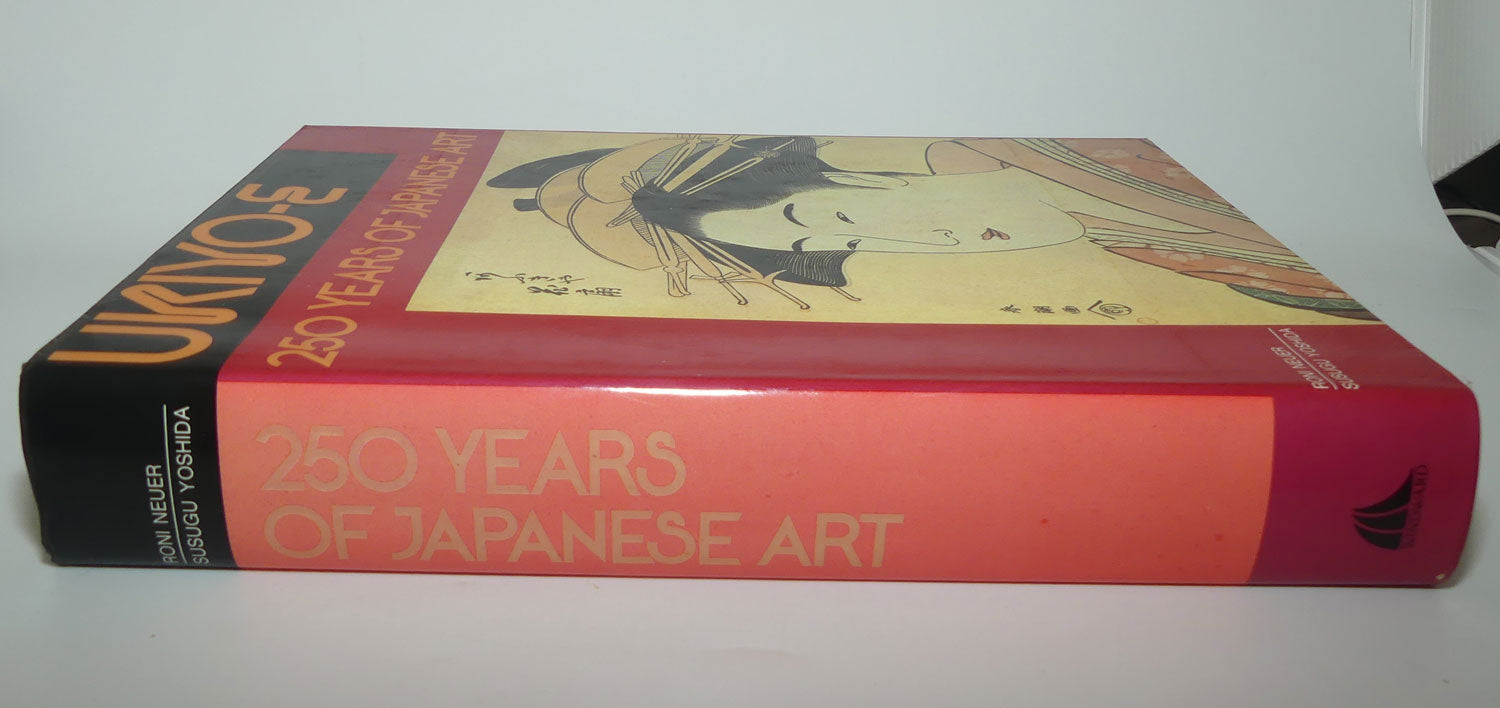 UKIYO-E
250 YEARS OF JAPANESE ART
RONI NEUER
SUSUGU YOSHIDA
RONI NEUER
SUSUGU YOSHIDA
250 YEARS
OF JAPANESE ART
WINDWARD